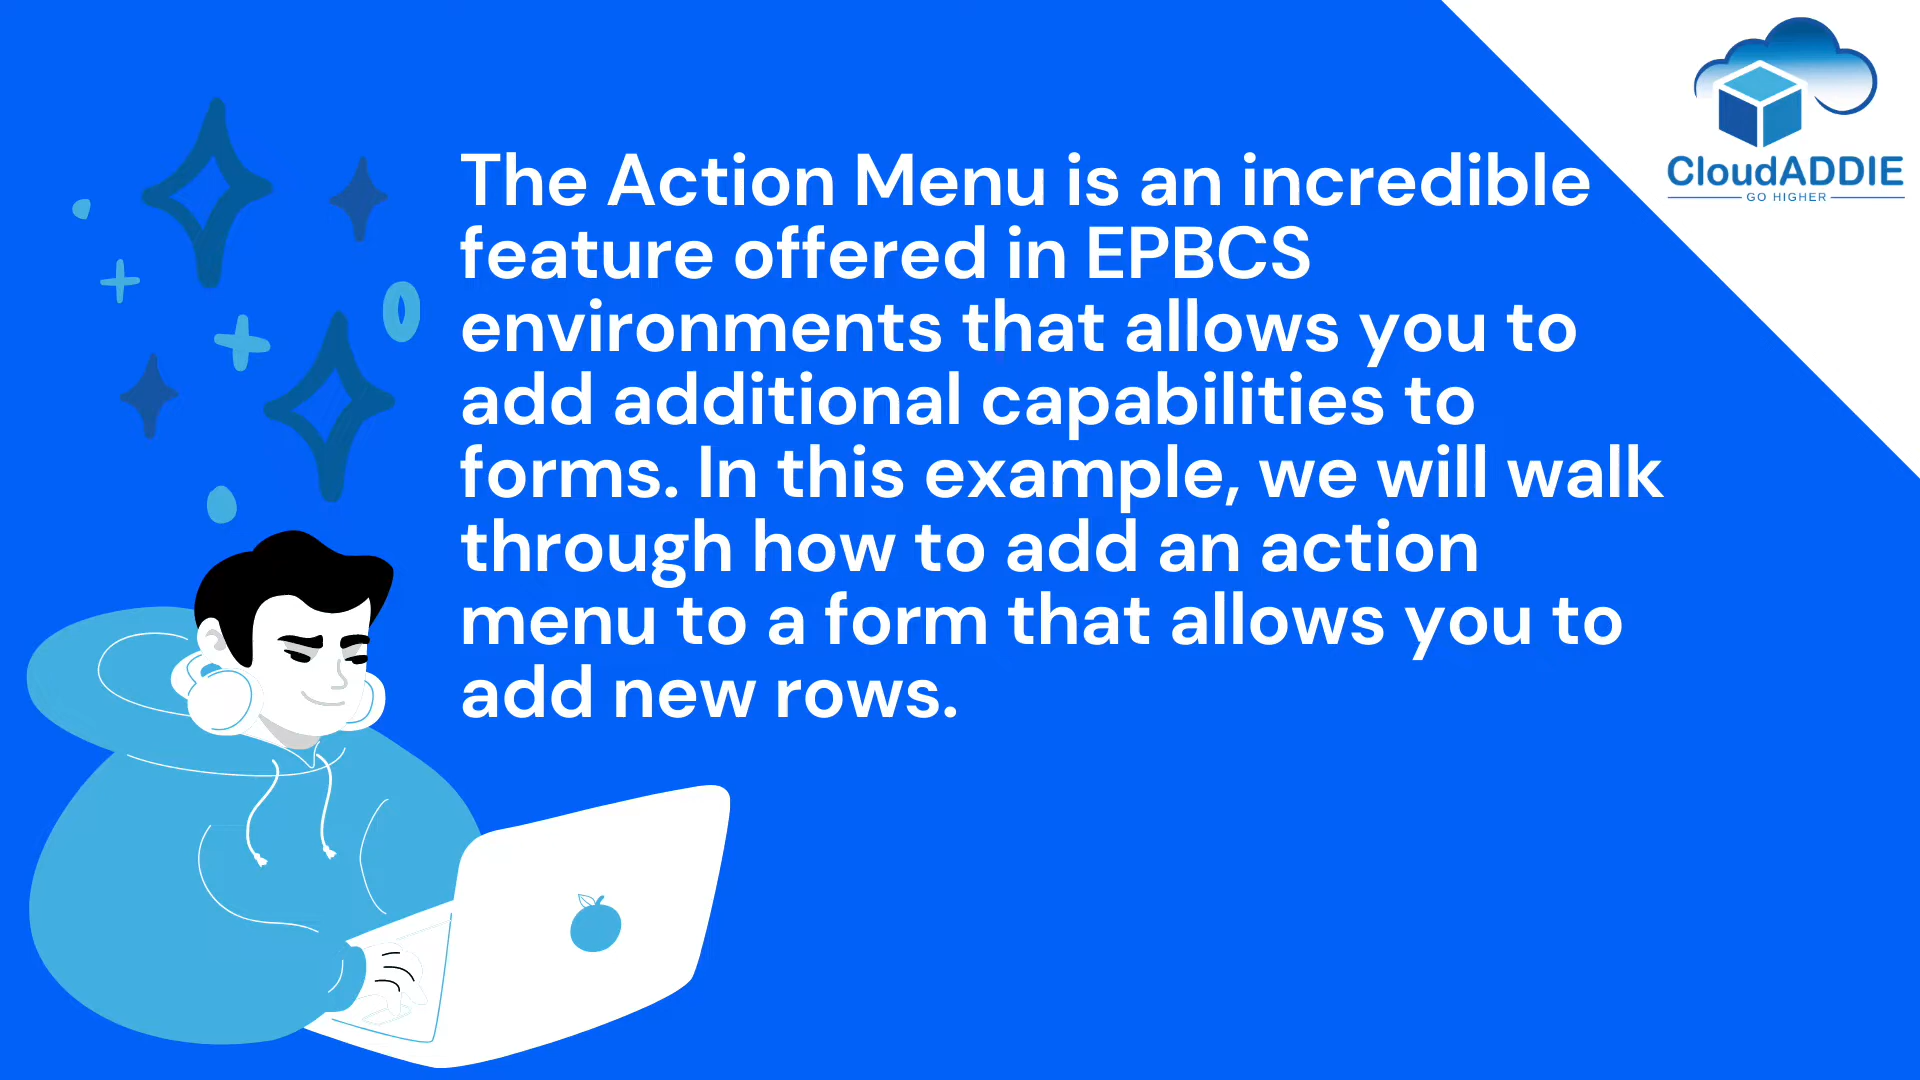 CloudADDIE
GO HIGHER
The Action Menu is an incredible
feature offered in EPBCS
environments that allows you to
add additional capabilities to
forms. In this example, we will walk
through how to add an action
menu to a form that allows you to
add new rows.